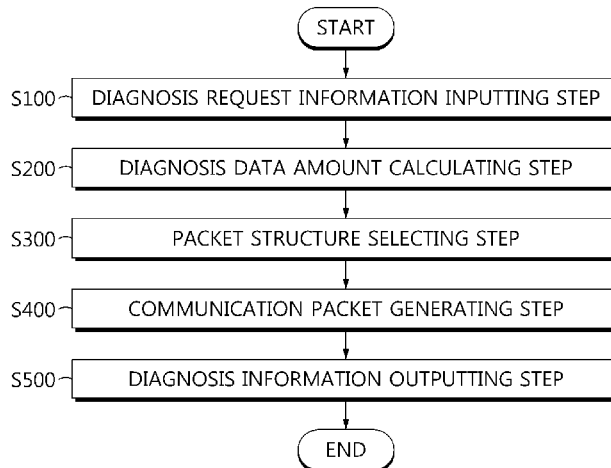 START
S100 DIAGNOSIS REQUEST INFORMATION INPUTTING STEP
S200 DIAGNOSIS DATA AMOUNT CALCULATING STEP
S300 PACKET STRUCTURE SELECTING STEP
S400 COMMUNICATION PACKET GENERATING STEP
S500 DIAGNOSIS INFORMATION OUTPUTTING STEP
END